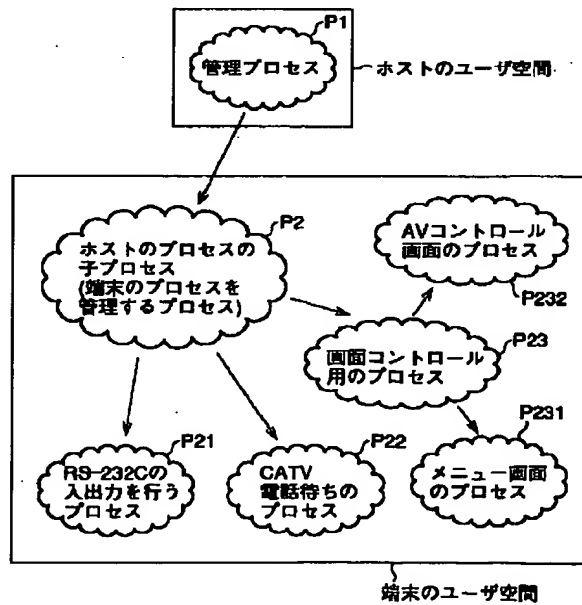 P1
管理プロセス
ホストのユーザ空間
P2
ホストのプロセスの
子プロセス
(端末のプロセスを
管理するプロセス)
AVコントロール
画面のプロセス
P232
P23
画面コントロール
用のプロセス
P21
RS-232Cの
入出力を行う
プロセス
P22
CATV
電話待ちの
プロセス
P231
メニュー画面
のプロセス
端末のユーザ空間